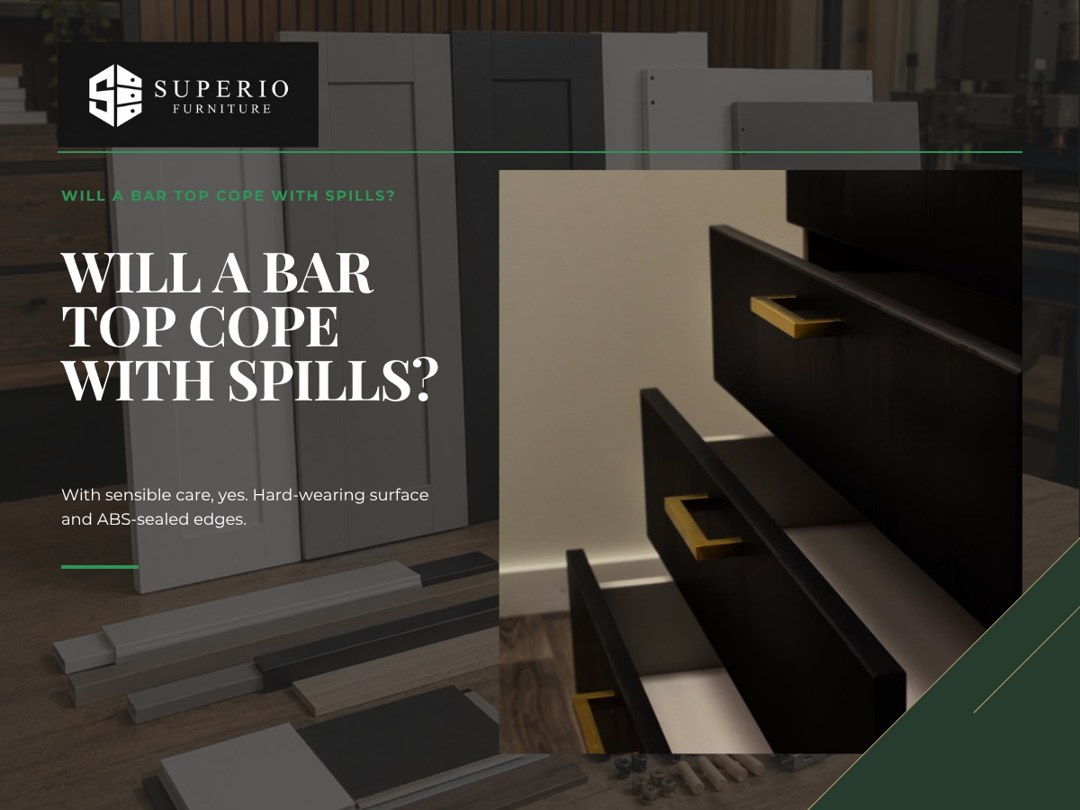 SUPERIO
FURNITURE
WILL A BAR TOP COPE WITH SPILLS?
WILL A BAR
TOP COPE
WITH SPILLS?
With sensible care, yes. Hard-wearing surface
and ABS-sealed edges.